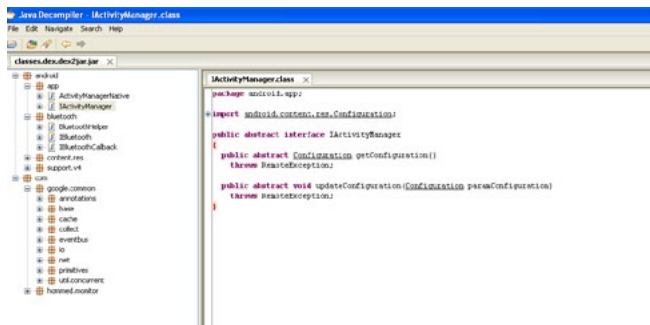 Java Decompiler - IActivityManager.class
File Edit Navigate Search Help
classes.dex.dex2jar.jar
android
app
ActivityManagerNative
IActivityManager
bluetooth
BluetoothHelper
IBluetooth
IBluetoothCallback
content.res
support.v4
com
google.common
annotations
base
cache
collect
eventbus
io
net
primitives
util.concurrent
hommed.monitor
IActivityManager.class
package android.app;
import android.content.res.Configuration;
public abstract interface IActivityManager
{
public abstract Configuration getConfiguration()
throws RemoteException;
public abstract void updateConfiguration(Configuration paramConfiguration)
throws RemoteException;
}